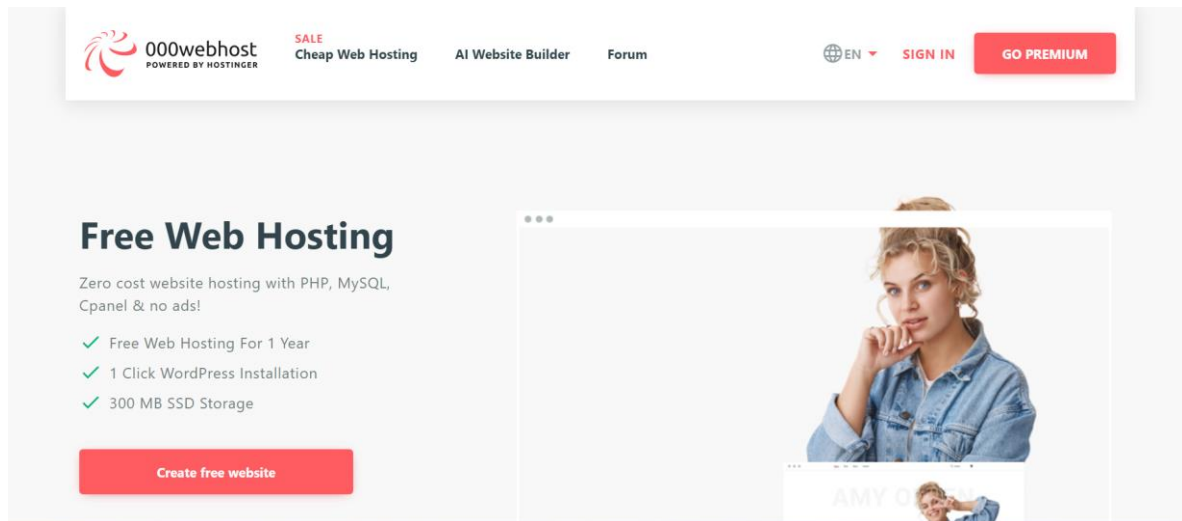 000webhost
POWERED BY HOSTINGER
SALE
Cheap Web Hosting
AI Website Builder
Forum
EN
SIGN IN
GO PREMIUM
Free Web Hosting
Zero cost website hosting with PHP, MySQL,
Cpanel & no ads!
Free Web Hosting For 1 Year
1 Click WordPress Installation
300 MB SSD Storage
Create free website
AMY